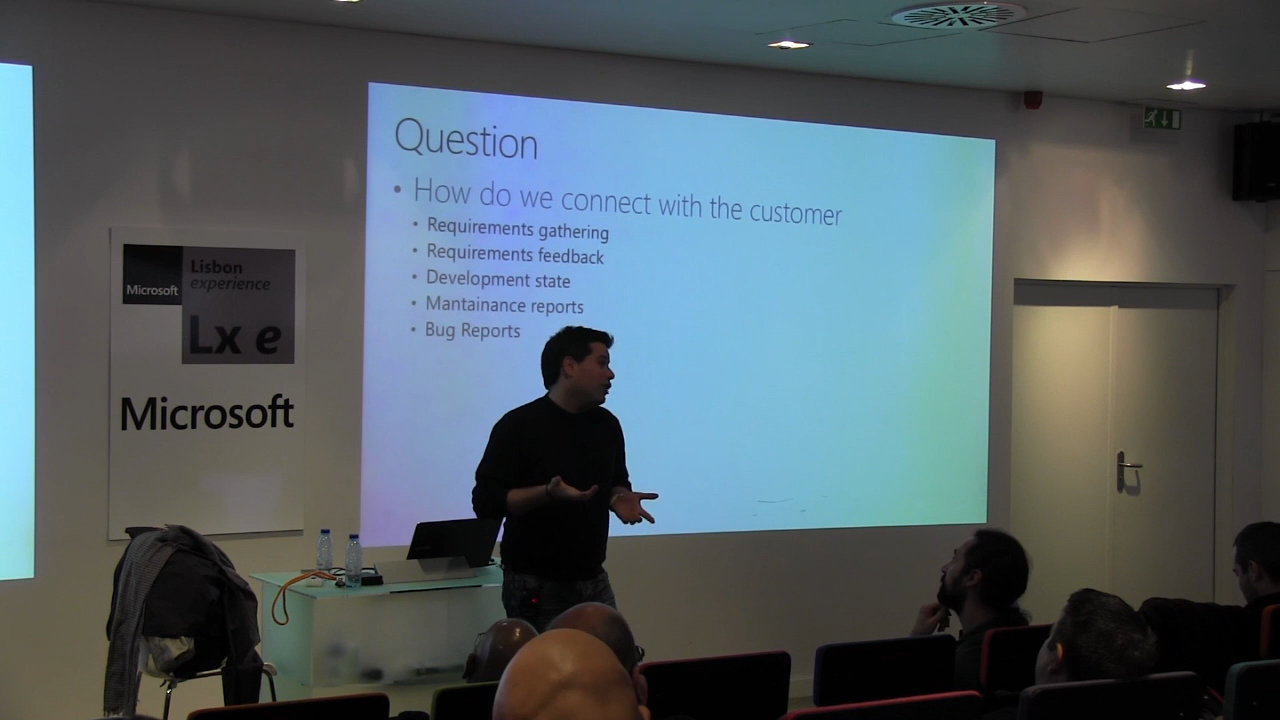 Question
• How do we connect with the customer
• Requirements gathering
• Requirements feedback
• Development state
• Mantainance reports
• Bug Reports
Microsoft
Lisbon
experience
Lx e
Microsoft